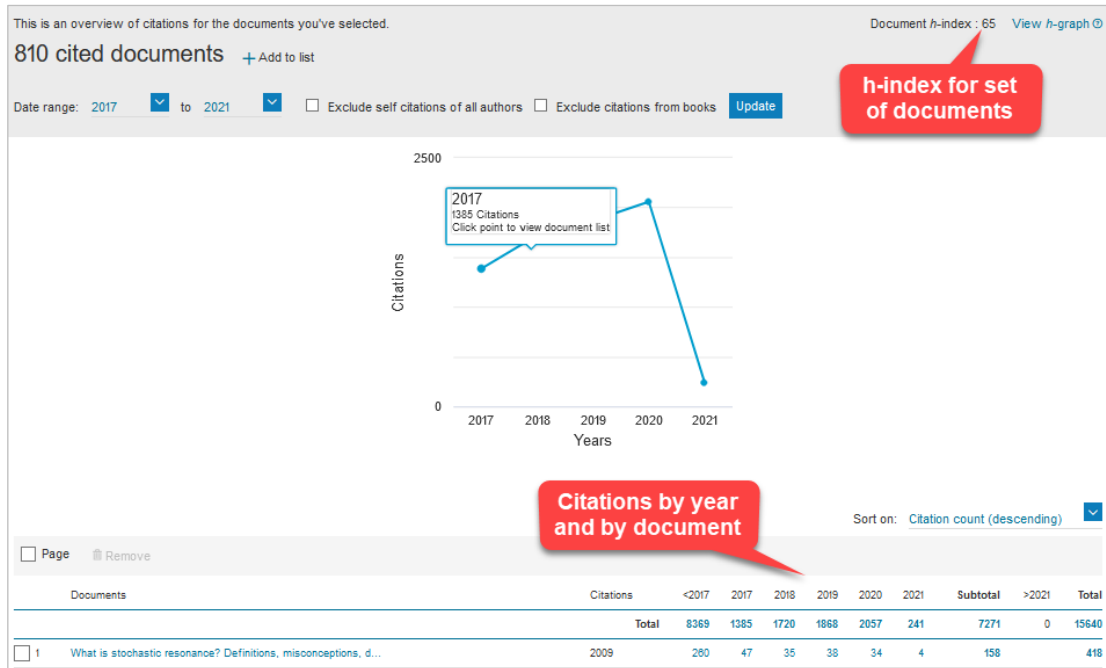 This is an overview of citations for the documents you've selected.
Document h-index : 65 View h-graph
810 cited documents + Add to list
h-index for set
of documents
Date range: 2017 to 2021 Exclude self citations of all authors Exclude citations from books Update
2500
2017
1385 Citations
Click point to view document list
Citations
0
2017 2018 2019 2020 2021
Years
Citations by year
and by document
Sort on: Citation count (descending)
Page Remove
Documents Citations <2017 2017 2018 2019 2020 2021 Subtotal >2021 Total
Total 8369 1385 1720 1868 2057 241 7271 0 15640
1 What is stochastic resonance? Definitions, misconceptions, d... 2009 260 47 35 38 34 4 158 418